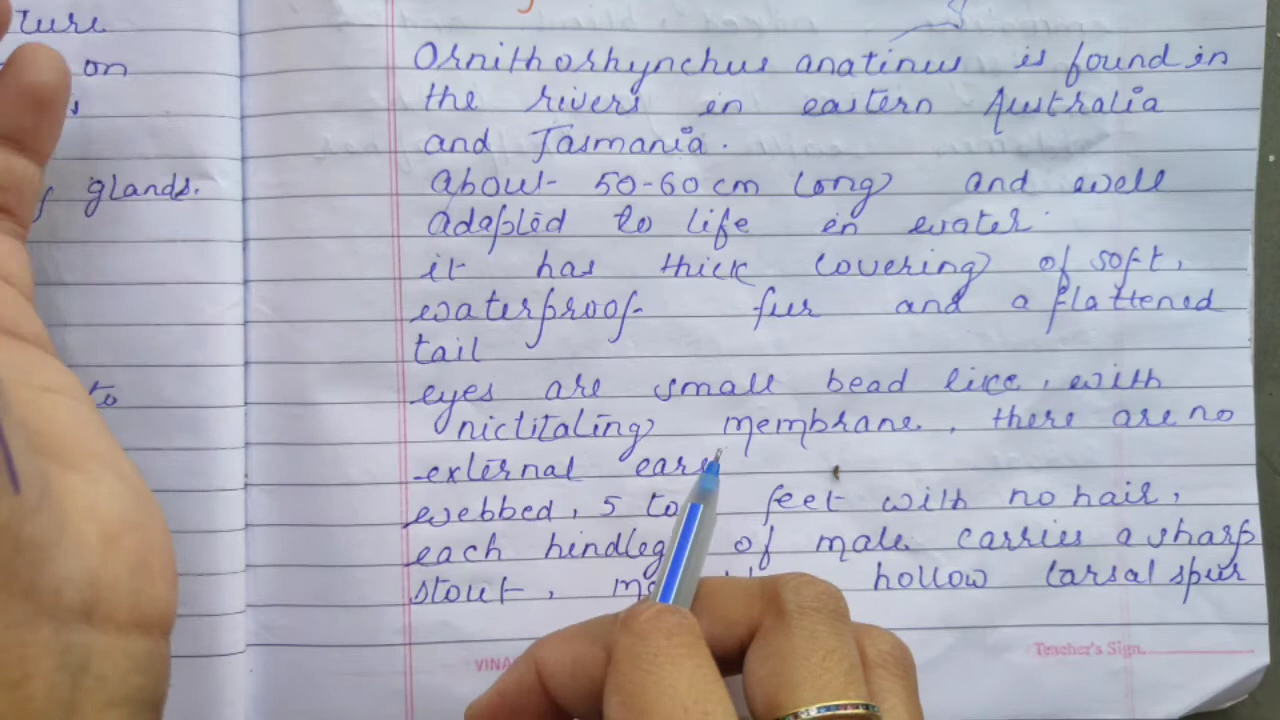 ture
on
glands.
to
Ornithorhynchus anatinus is found in
the rivers in eastern Australia
and Tasmania.
About 50-60 cm long and well
adapted to life in water.
it has thick covering of soft,
waterproof fur and a flattened
tail
eyes are small bead like, with
nictitating membrane, there are no
external ears
webbed, 5 feet with no hair,
each hindleg of male carries a sharp
stout, hollow tarsal spur
Teacher's Sign.